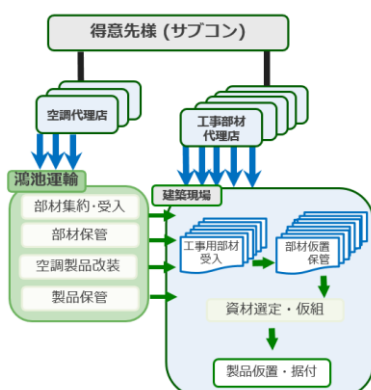 得意先様 (サブコン)
空調代理店
工事部材
代理店
鴻池運輸
建築現場
部材集約・受入
部材保管
空調製品改装
製品保管
工事用部材
受入
部材仮置
保管
資材選定・仮組
製品仮置・据付